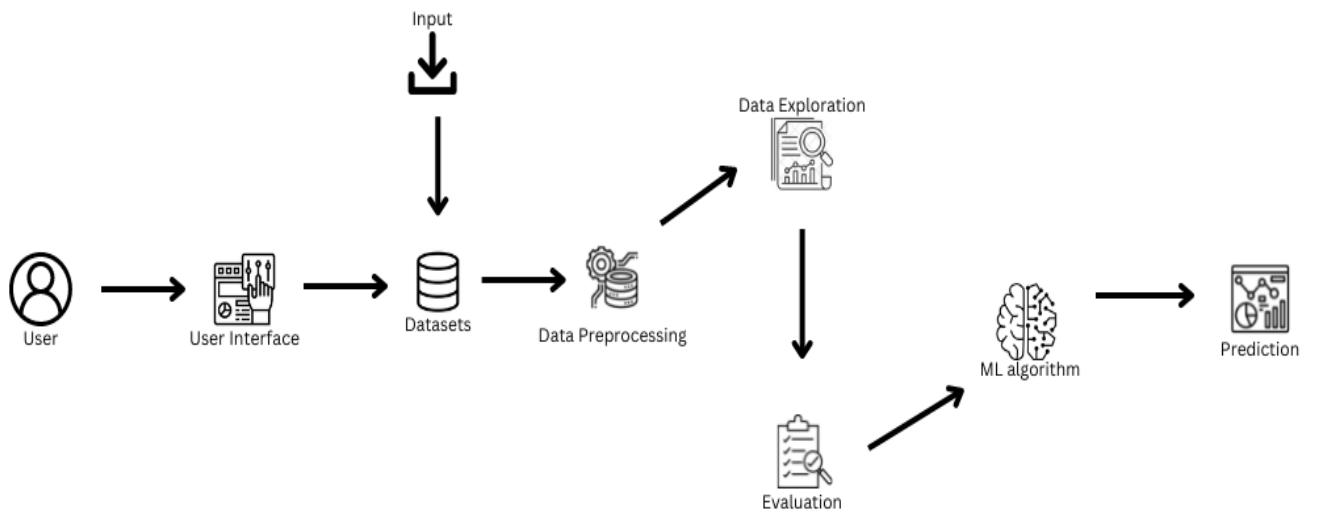 Input
Data Exploration
User
User Interface
Datasets
Data Preprocessing
ML algorithm
Prediction
Evaluation